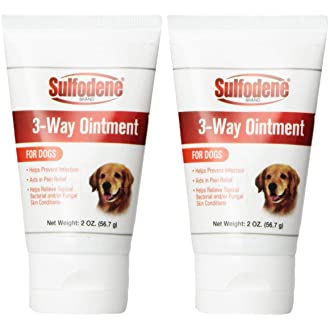 Sulfodene®
BRAND
3-Way Ointment
FOR DOGS
• Helps Prevent Infection
• Aids in Pain Relief
• Helps Relieve Topical
Bacterial and/or Fungal
Skin Conditions
Net Weight: 2 OZ. (56.7 g)
Sulfodene®
BRAND
3-Way Ointment
FOR DOGS
• Helps Prevent Infection
• Aids in Pain Relief
• Helps Relieve Topical
Bacterial and/or Fungal
Skin Conditions
Net Weight: 2 OZ. (56.7 g)